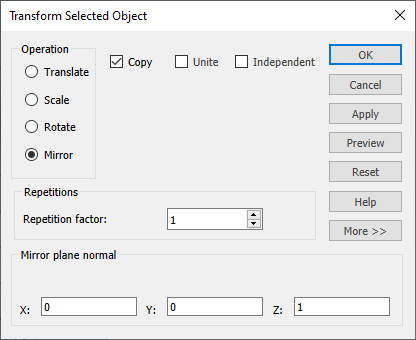 Transform Selected Object
Operation
Translate
Scale
Rotate
Mirror
Copy
Unite
Independent
OK
Cancel
Apply
Preview
Reset
Help
More >>
Repetitions
Repetition factor:
1
Mirror plane normal
X: 0
Y: 0
Z: 1